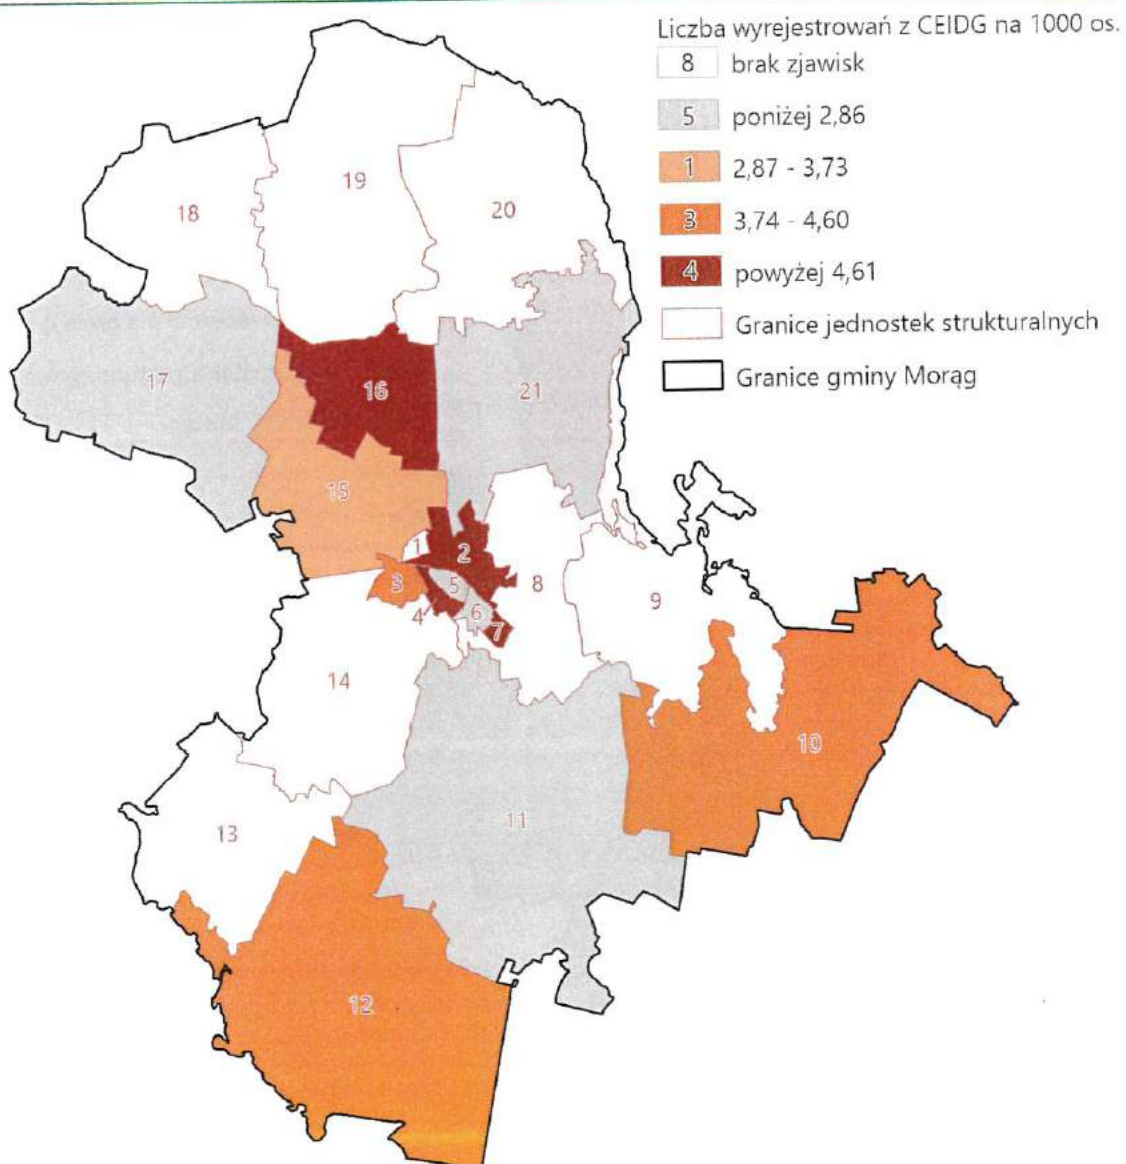 Liczba wyrejestrowań z CEIDG na 1000 os.
8 brak zjawisk
5 poniżej 2,86
1 2,87 - 3,73
3 3,74 - 4,60
4 powyżej 4,61
Granice jednostek strukturalnych
Granice gminy Morąg
19
18
20
17
16
21
15
1
2
3
5
8
4
6
7
9
14
10
13
11
12